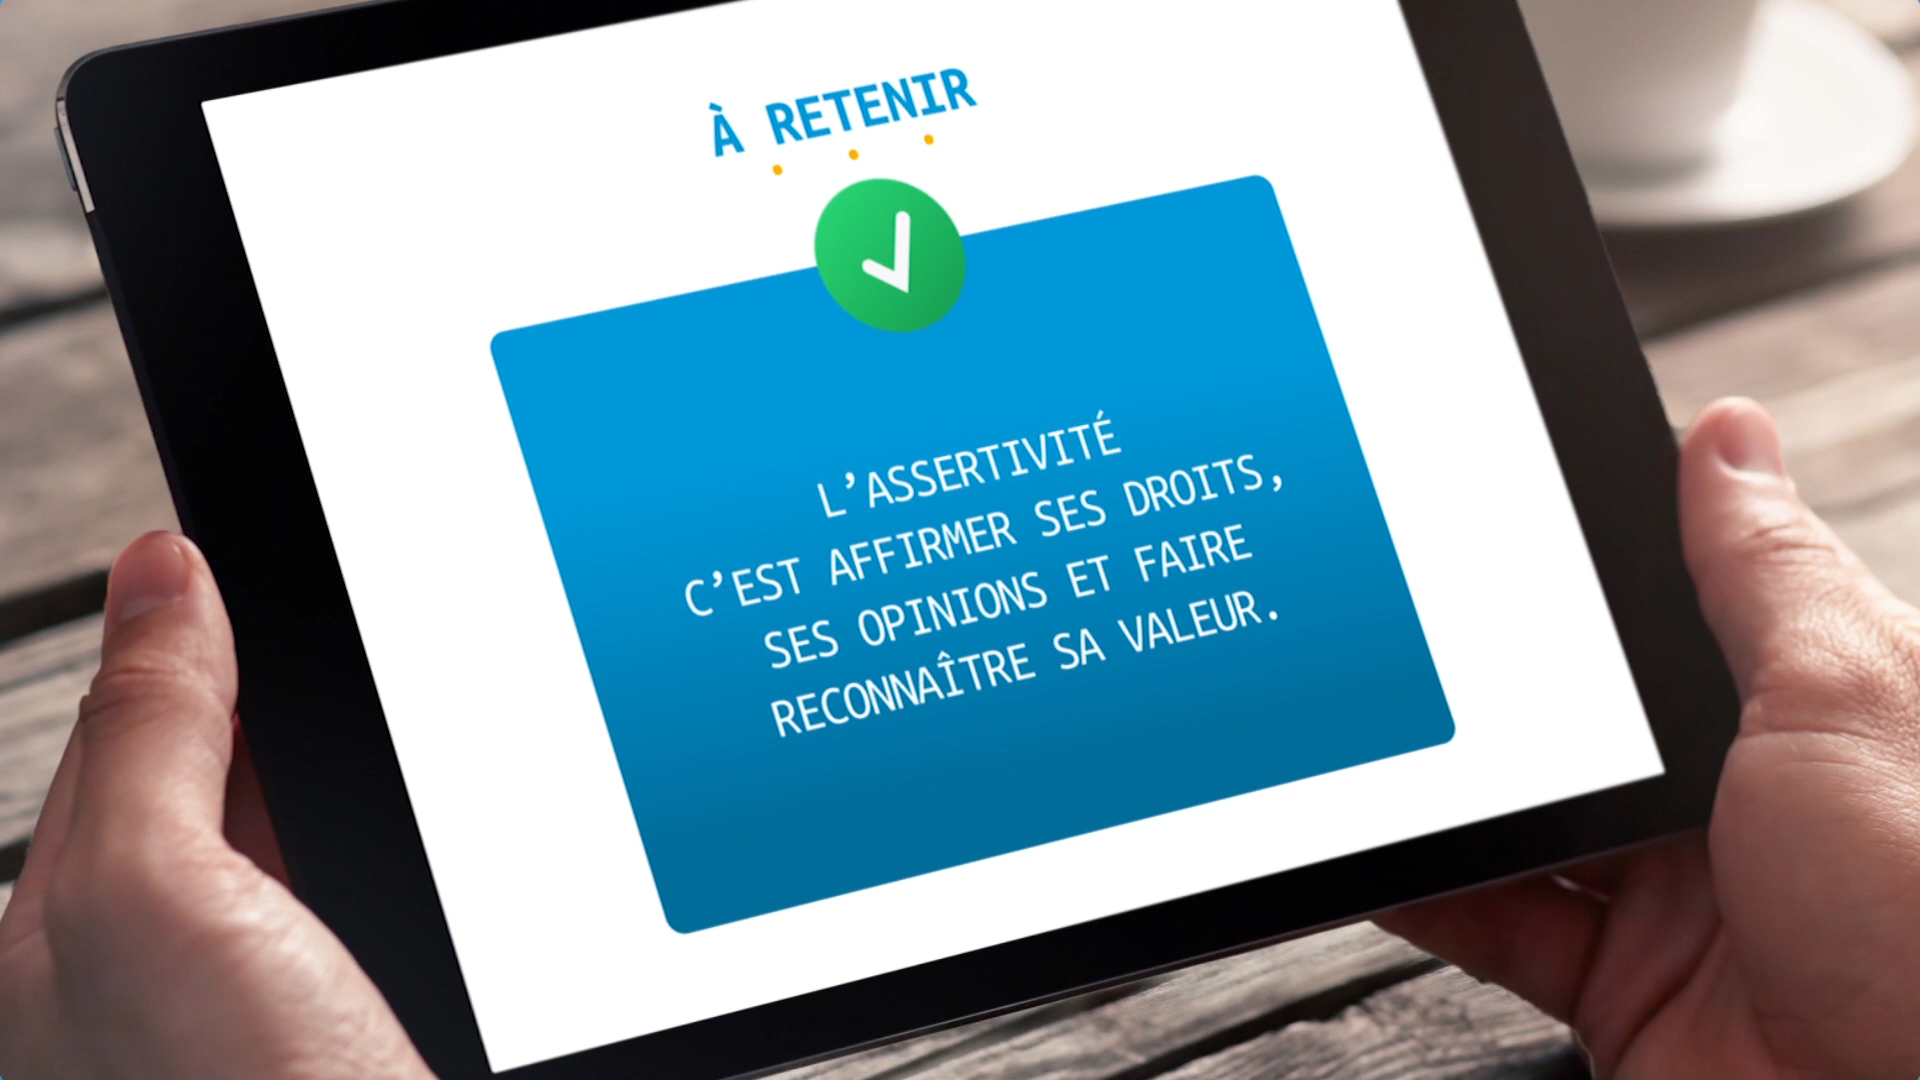 À RETENIR
L’ASSERTIVITÉ
C’EST AFFIRMER SES DROITS,
SES OPINIONS ET FAIRE
RECONNAÎTRE SA VALEUR.